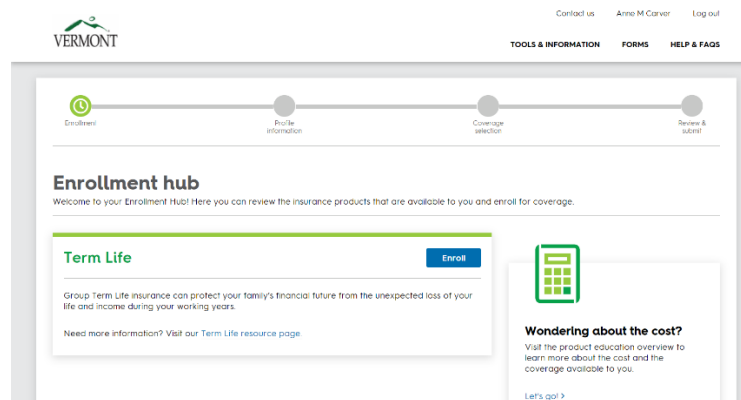 Contact us Anne M Carver Log out
VERMONT
TOOLS & INFORMATION FORMS HELP & FAQS
Enrollment
Profile
information
Coverage
selection
Review &
submit
Enrollment hub
Welcome to your Enrollment Hub! Here you can review the insurance products that are available to you and enroll for coverage.
Term Life
Enroll
Group Term Life insurance can protect your family's financial future from the unexpected loss of your
life and income during your working years.
Need more information? Visit our Term Life resource page.
Wondering about the cost?
Visit the product education overview to
learn more about the cost and the
coverage available to you.
Let's go! >